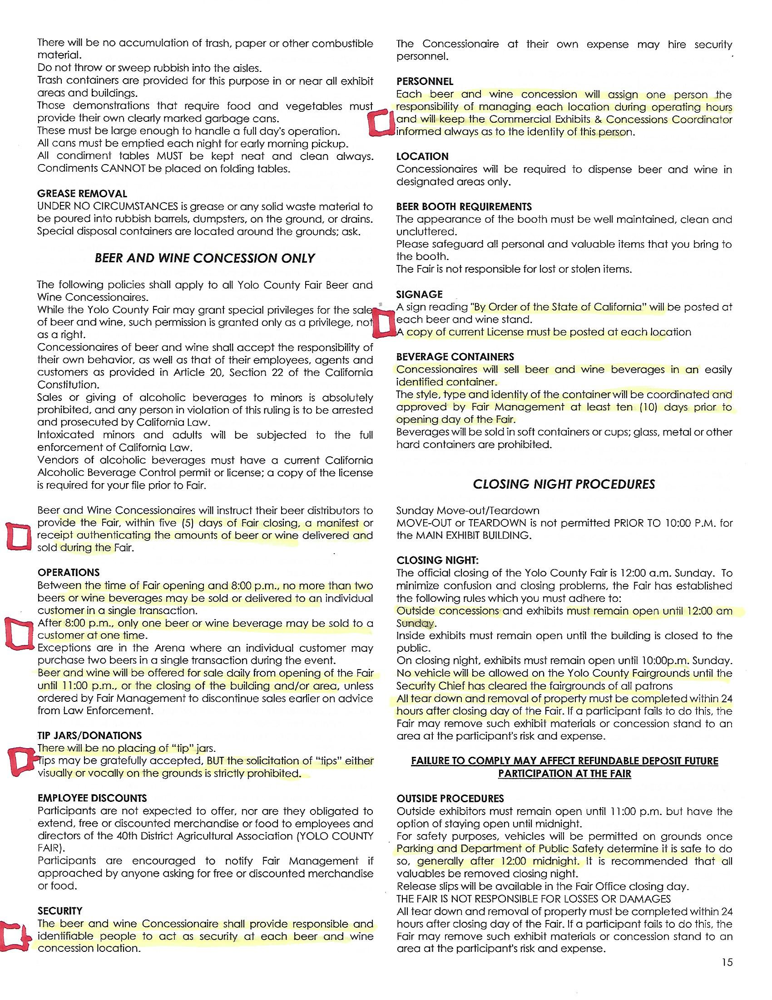 There will be no accumulation of trash, paper or other combustible
material.
Do not throw or sweep rubbish into the aisles.
Trash containers are provided for this purpose in or near all exhibit
areas and buildings.
Those demonstrations that require food and vegetables must
provide their own clearly marked garbage cans.
These must be large enough to handle a full day's operation.
All cans must be emptied each night for early morning pickup.
All condiment tables MUST be kept neat and clean always.
Condiments CANNOT be placed on folding tables.
GREASE REMOVAL
UNDER NO CIRCUMSTANCES is grease or any solid waste material to
be poured into rubbish barrels, dumpsters, on the ground, or drains.
Special disposal containers are located around the grounds; ask.
BEER AND WINE CONCESSION ONLY
The following policies shall apply to all Yolo County Fair Beer and
Wine Concessionaires.
While the Yolo County Fair may grant special privileges for the sale
of beer and wine, such permission is granted only as a privilege, not
as a right.
Concessionaires of beer and wine shall accept the responsibility of
their own behavior, as well as that of their employees, agents and
customers as provided in Article 20, Section 22 of the California
Constitution.
Sales or giving of alcoholic beverages to minors is absolutely
prohibited, and any person in violation of this ruling is to be arrested
and prosecuted by California Law.
Intoxicated minors and adults will be subjected to the full
enforcement of California Law.
Vendors of alcoholic beverages must have a current California
Alcoholic Beverage Control permit or license; a copy of the license
is required for your file prior to Fair.
Beer and Wine Concessionaires will instruct their beer distributors to
provide the Fair, within five (5) days of Fair closing, a manifest or
receipt authenticating the amounts of beer or wine delivered and
sold during the Fair.
OPERATIONS
Between the time of Fair opening and 8:00 p.m., no more than two
beers or wine beverages may be sold or delivered to an individual
customer in a single transaction.
After 8:00 p.m., only one beer or wine beverage may be sold to a
customer at one time.
Exceptions are in the Arena where an individual customer may
purchase two beers in a single transaction during the event.
Beer and wine will be offered for sale daily from opening of the Fair
until 11:00 p.m., or the closing of the building and/or area, unless
ordered by Fair Management to discontinue sales earlier on advice
from Law Enforcement.
TIP JARS/DONATIONS
There will be no placing of "tip" jars.
Tips may be gratefully accepted, BUT the solicitation of "tips" either
visually or vocally on the grounds is strictly prohibited.
EMPLOYEE DISCOUNTS
Participants are not expected to offer, nor are they obligated to
extend, free or discounted merchandise or food to employees and
directors of the 40th District Agricultural Association (YOLO COUNTY
FAIR).
Participants are encouraged to notify Fair Management if
approached by anyone asking for free or discounted merchandise
or food.
SECURITY
The beer and wine Concessionaire shall provide responsible and
identifiable people to act as security at each beer and wine
concession location.
The Concessionaire at their own expense may hire security
personnel.
PERSONNEL
Each beer and wine concession will assign one person the
responsibility of managing each location during operating hours
and will keep the Commercial Exhibits & Concessions Coordinator
informed always as to the identity of this person.
LOCATION
Concessionaires will be required to dispense beer and wine in
designated areas only.
BEER BOOTH REQUIREMENTS
The appearance of the booth must be well maintained, clean and
uncluttered.
Please safeguard all personal and valuable items that you bring to
the booth.
The Fair is not responsible for lost or stolen items.
SIGNAGE
A sign reading "By Order of the State of California" will be posted at
each beer and wine stand.
A copy of current License must be posted at each location
BEVERAGE CONTAINERS
Concessionaires will sell beer and wine beverages in an easily
identified container.
The style, type and identity of the container will be coordinated and
approved by Fair Management at least ten (10) days prior to
opening day of the Fair.
Beverages will be sold in soft containers or cups; glass, metal or other
hard containers are prohibited.
CLOSING NIGHT PROCEDURES
Sunday Move-out/Teardown
MOVE-OUT or TEARDOWN is not permitted PRIOR TO 10:00 P.M. for
the MAIN EXHIBIT BUILDING.
CLOSING NIGHT:
The official closing of the Yolo County Fair is 12:00 a.m. Sunday. To
minimize confusion and closing problems, the Fair has established
the following rules which you must adhere to:
Outside concessions and exhibits must remain open until 12:00 am
Sunday.
Inside exhibits must remain open until the building is closed to the
public.
On closing night, exhibits must remain open until 10:00p.m. Sunday.
No vehicle will be allowed on the Yolo County Fairgrounds until the
Security Chief has cleared the fairgrounds of all patrons
All tear down and removal of property must be completed within 24
hours after closing day of the Fair. If a participant fails to do this, the
Fair may remove such exhibit materials or concession stand to an
area at the participant's risk and expense.
FAILURE TO COMPLY MAY AFFECT REFUNDABLE DEPOSIT FUTURE
PARTICIPATION AT THE FAIR
OUTSIDE PROCEDURES
Outside exhibitors must remain open until 11:00 p.m. but have the
option of staying open until midnight.
For safety purposes, vehicles will be permitted on grounds once
Parking and Department of Public Safety determine it is safe to do
so, generally after 12:00 midnight. It is recommended that all
valuables be removed closing night.
Release slips will be available in the Fair Office closing day.
THE FAIR IS NOT RESPONSIBLE FOR LOSSES OR DAMAGES
All tear down and removal of property must be completed within 24
hours after closing day of the Fair. If a participant fails to do this, the
Fair may remove such exhibit materials or concession stand to an
area at the participant's risk and expense.
15